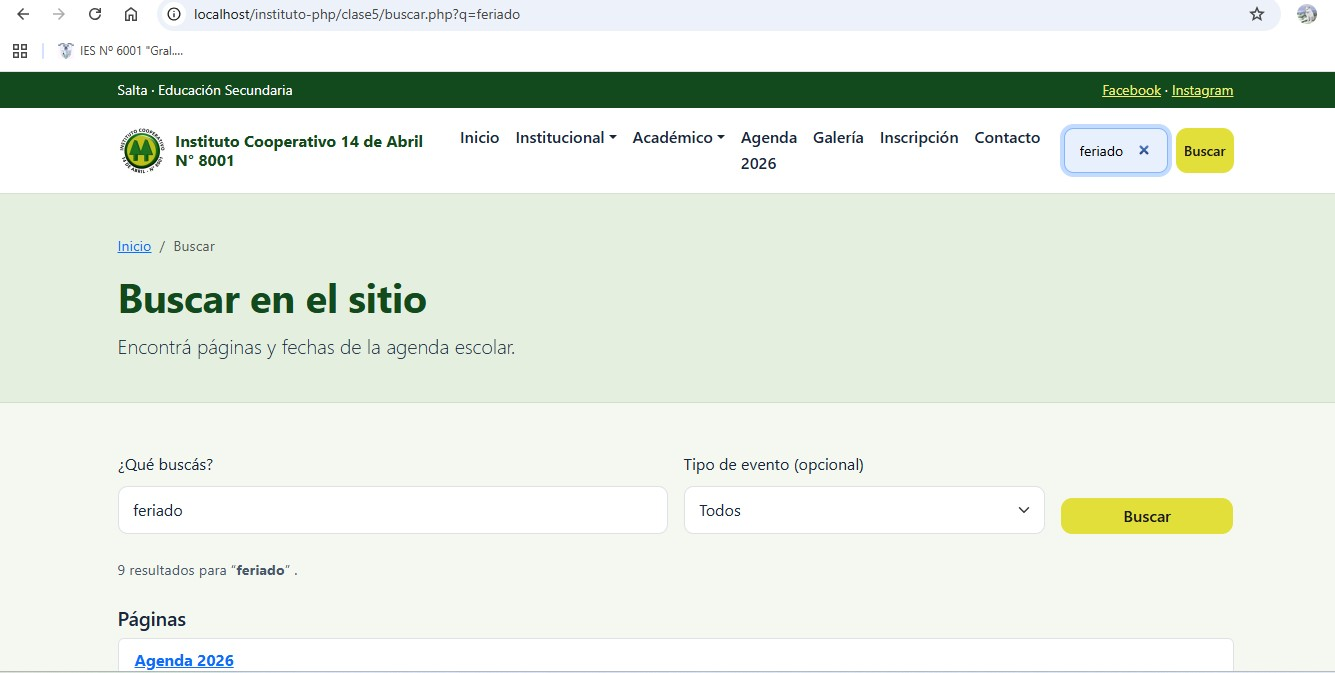 localhost/instituto-php/clase5/buscar.php?q=feriado
IES Nº 6001 "Gral....
Salta · Educación Secundaria
Facebook · Instagram
Instituto Cooperativo 14 de Abril
N° 8001
Inicio
Institucional
Académico
Agenda
2026
Galería
Inscripción
Contacto
feriado
Buscar
Inicio / Buscar
Buscar en el sitio
Encontrá páginas y fechas de la agenda escolar.
¿Qué buscás?
Tipo de evento (opcional)
feriado
Todos
Buscar
9 resultados para “feriado” .
Páginas
Agenda 2026